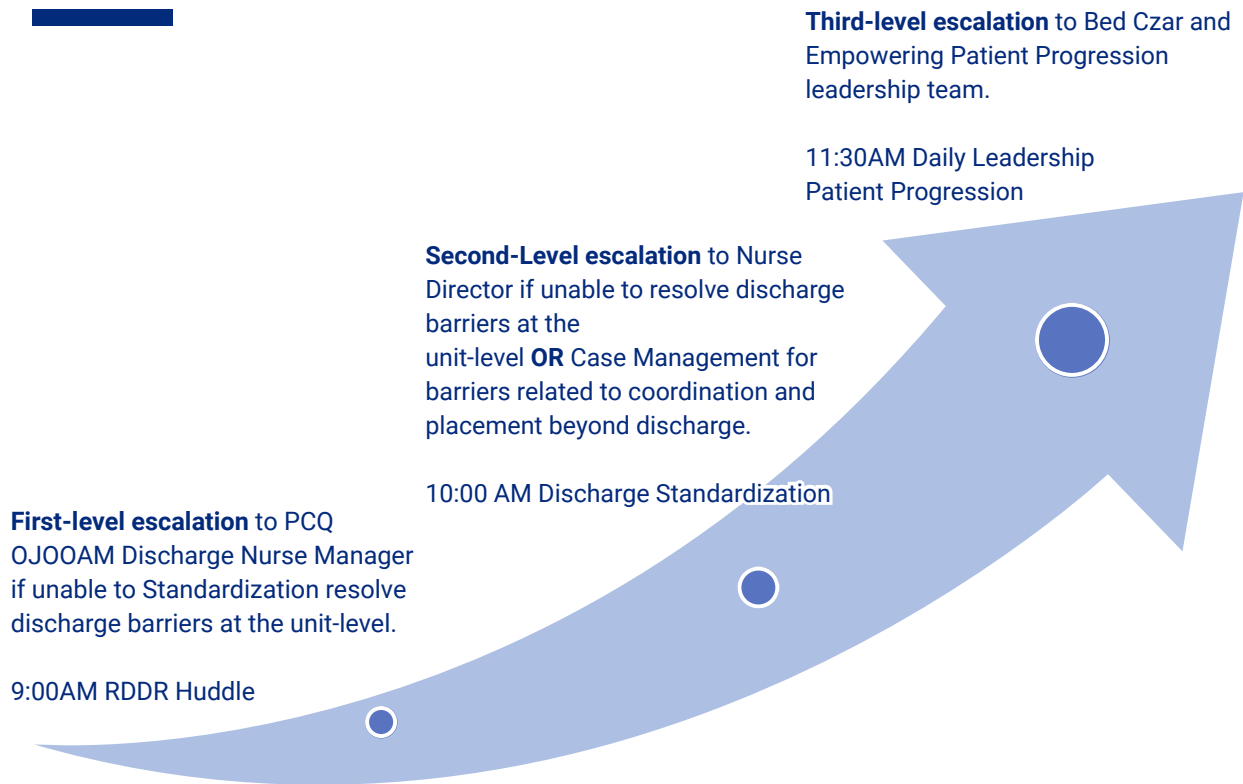 Third-level escalation to Bed Czar and
Empowering Patient Progression
leadership team.
11:30AM Daily Leadership
Patient Progression
Second-Level escalation to Nurse
Director if unable to resolve discharge
barriers at the
unit-level OR Case Management for
barriers related to coordination and
placement beyond discharge.
10:00 AM Discharge Standardization
First-level escalation to PCQ
OJOOAM Discharge Nurse Manager
if unable to Standardization resolve
discharge barriers at the unit-level.
9:00AM RDDR Huddle